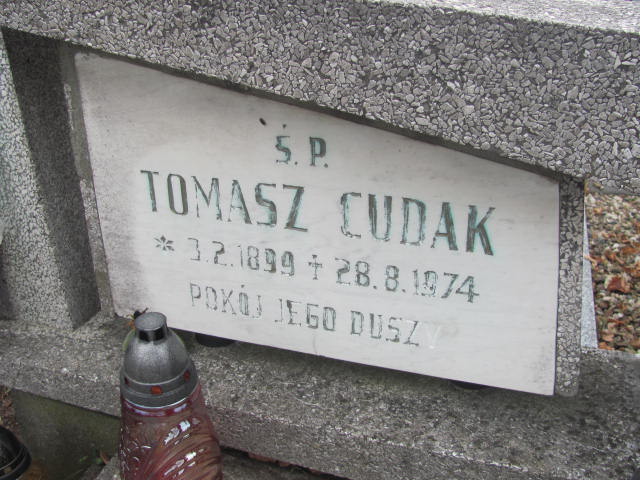 Ś. P.
TOMASZ CUDAK
* 3.2.1899 † 28.8.1974
POKÓJ JEGO DUSZY